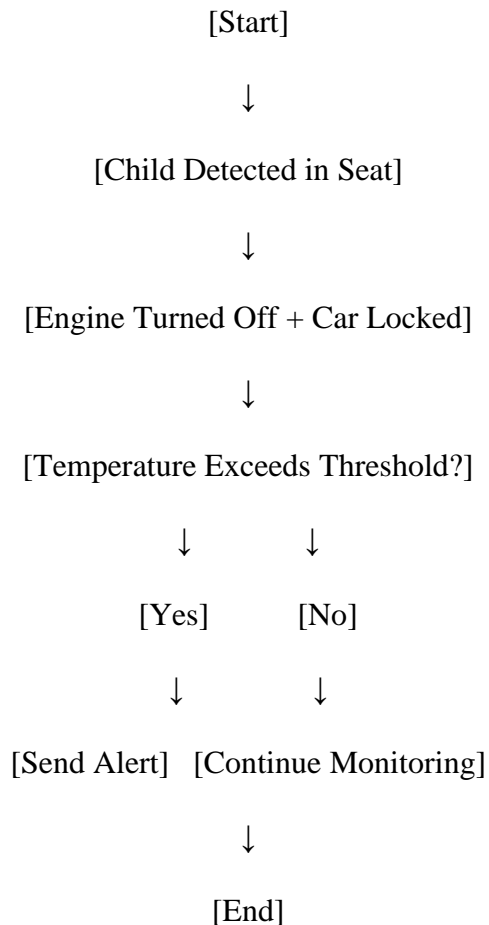 [Start]
↓
[Child Detected in Seat]
↓
[Engine Turned Off + Car Locked]
↓
[Temperature Exceeds Threshold?]
↓ ↓
[Yes] [No]
↓ ↓
[Send Alert] [Continue Monitoring]
↓
[End]